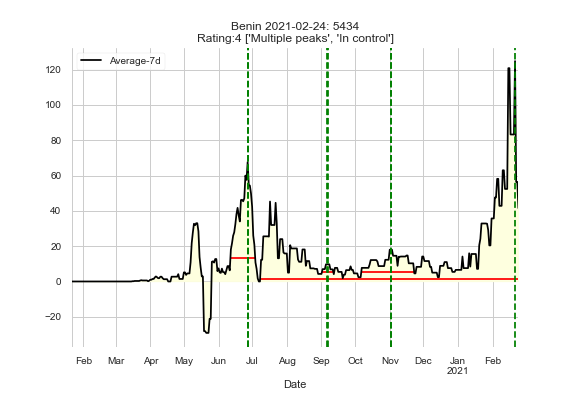 Benin 2021-02-24: 5434
Rating:4 ['Multiple peaks', 'In control']
Average-7d
120
100
80
60
40
20
0
−20
Feb Mar Apr May Jun Jul Aug Sep Oct Nov Dec Jan Feb
2021
Date